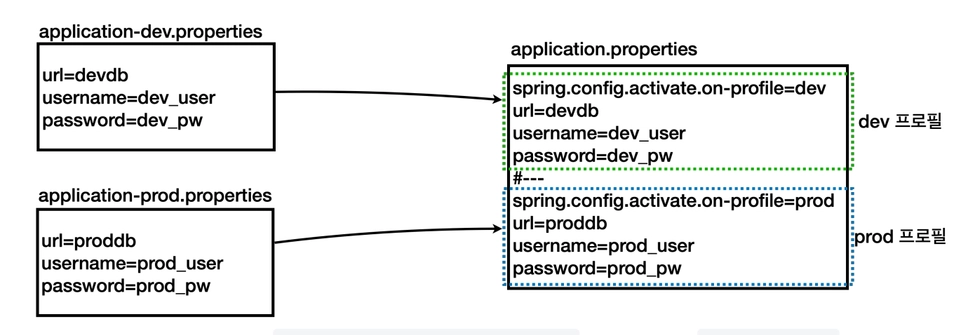 application-dev.properties
url=devdb
username=dev_user
password=dev_pw
application-prod.properties
url=proddb
username=prod_user
password=prod_pw
application.properties
spring.config.activate.on-profile=dev
url=devdb
username=dev_user
password=dev_pw
dev 프로필
#---
spring.config.activate.on-profile=prod
url=proddb
username=prod_user
password=prod_pw
prod 프로필